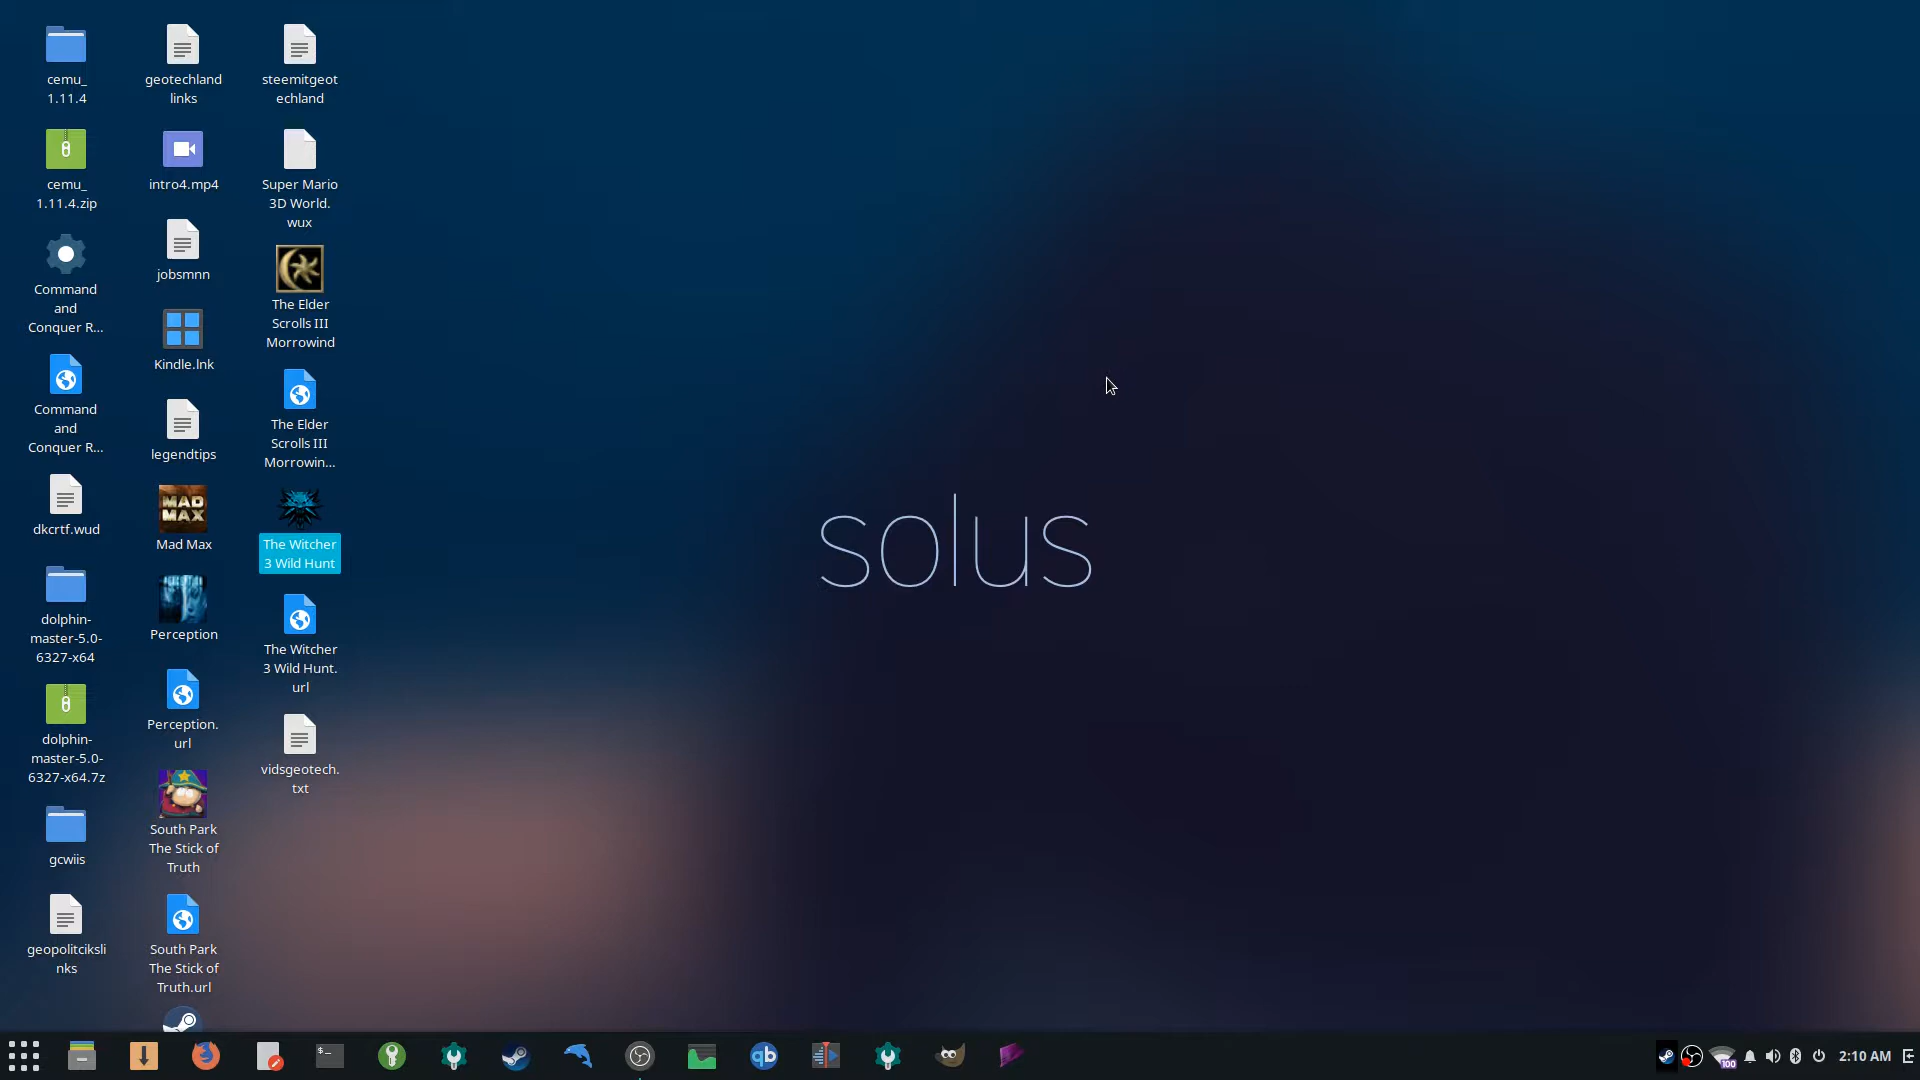 cemu_
1.11.4
cemu_
1.11.4.zip
Command
and
Conquer R...
Command
and
Conquer R...
dkcrtf.wud
dolphin-
master-5.0-
6327-x64
dolphin-
master-5.0-
6327-x64.7z
gcwiis
geopolitciksli
nks
geotechland
links
intro4.mp4
jobsmnn
Kindle.lnk
legendtips
MAD
MAX
Mad Max
Perception
Perception.
url
South Park
The Stick of
Truth
South Park
The Stick of
Truth.url
steemitgeot
echland
Super Mario
3D World.
wux
The Elder
Scrolls III
Morrowind
The Elder
Scrolls III
Morrowin...
The Witcher
3 Wild Hunt
The Witcher
3 Wild Hunt.
url
vidsgeotech.
txt
solus
qb
100
2:10 AM